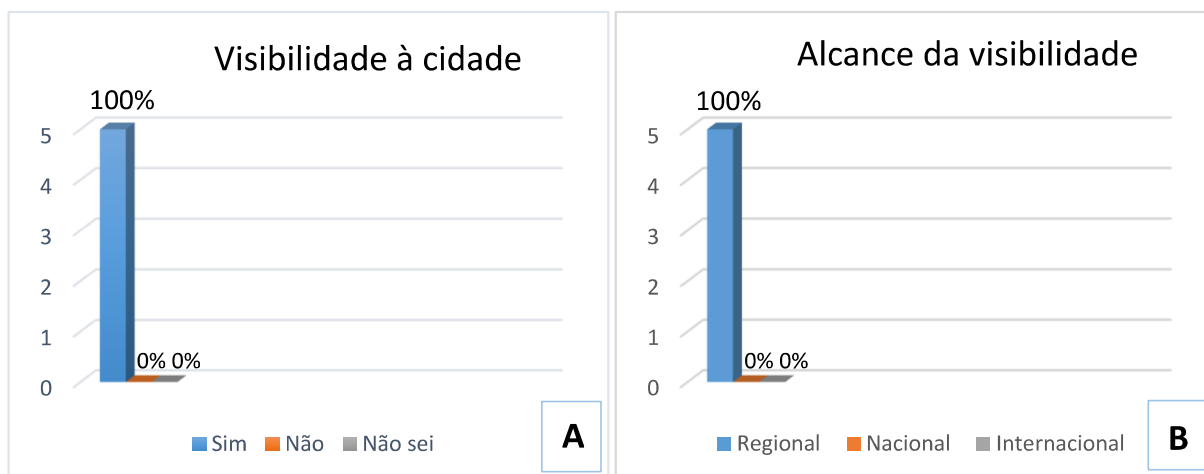 Visibilidade à cidade
100%
5
4
3
2
1
0
0% 0%
Sim Não Não sei
A
Alcance da visibilidade
100%
5
4
3
2
1
0
0% 0%
Regional Nacional Internacional
B